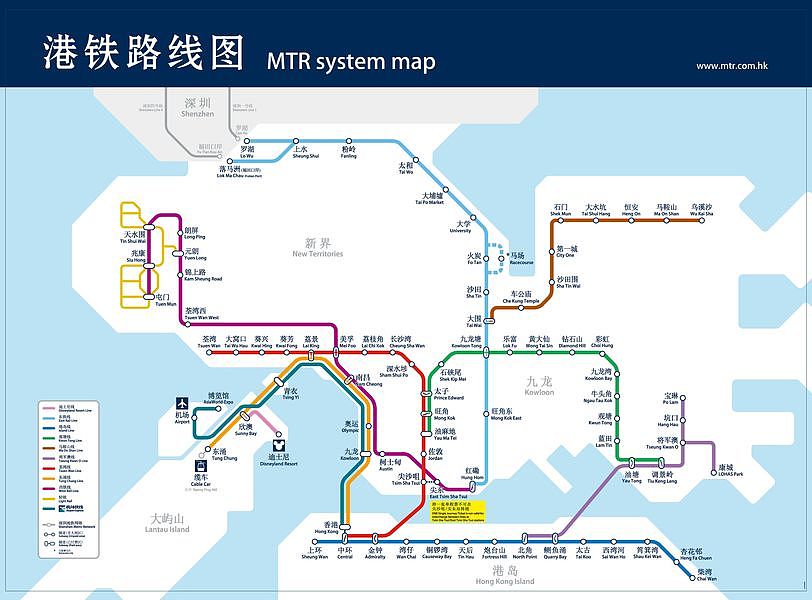 港铁路线图 MTR system map
www.mtr.com.hk
深圳
Shenzhen
罗湖
罗湖
Lo Wu
上水
Sheung Shui
粉岭
Fanling
落马洲
Lok Ma Chau
太和
Tai Wo
大埔墟
Tai Po Market
大学
University
火炭
Fo Tan
马场
Racecourse
沙田
Sha Tin
大围
Tai Wai
石门
Shek Mun
大水坑
Tai Shui Hang
恒安
Heng On
马鞍山
Ma On Shan
乌溪沙
Wu Kai Sha
第一城
City One
沙田围
Sha Tin Wai
车公庙
Che Kung Temple
新界
New Territories
天水围
Tin Shui Wai
朗屏
Long Ping
兆康
Siu Hong
元朗
Yuen Long
锦上路
Kam Sheung Road
屯门
Tuen Mun
荃湾西
Tsuen Wan West
荃湾
Tsuen Wan
大窝口
Tai Wo Hau
葵兴
Kwai Hing
葵芳
Kwai Fong
荔景
Lai King
美孚
Mei Foo
荔枝角
Lai Chi Kok
长沙湾
Cheung Sha Wan
深水埗
Sham Shui Po
九龙塘
Kowloon Tong
乐富
Lok Fu
黄大仙
Wong Tai Sin
钻石山
Diamond Hill
彩虹
Choi Hung
石硖尾
Shek Kip Mei
九龙
Kowloon
九龙湾
Kowloon Bay
牛头角
Ngau Tau Kok
观塘
Kwun Tong
蓝田
Lam Tin
油塘
Yau Tong
调景岭
Tiu Keng Leng
宝琳
Po Lam
坑口
Hang Hau
将军澳
Tseung Kwan O
康城
LOHAS Park
太子
Prince Edward
旺角
Mong Kok
旺角东
Mong Kok East
油麻地
Yau Ma Tei
佐敦
Jordan
尖沙咀
Tsim Sha Tsui
尖东
East Tsim Sha Tsui
红磡
Hung Hom
柯士甸
Austin
南昌
Nam Cheong
奥运
Olympic
九龙
Kowloon
青衣
Tsing Yi
博览馆
AsiaWorld-Expo
机场
Airport
欣澳
Sunny Bay
迪士尼
Disneyland Resort
东涌
Tung Chung
缆车
Cable Car
大屿山
Lantau Island
香港
Hong Kong
上环
Sheung Wan
中环
Central
金钟
Admiralty
湾仔
Wan Chai
铜锣湾
Causeway Bay
天后
Tin Hau
炮台山
Fortress Hill
北角
North Point
鲗鱼涌
Quarry Bay
太古
Tai Koo
西湾河
Sai Wan Ho
筲箕湾
Shau Kei Wan
杏花邨
Heng Fa Chuen
柴湾
Chai Wan
港岛
Hong Kong Island